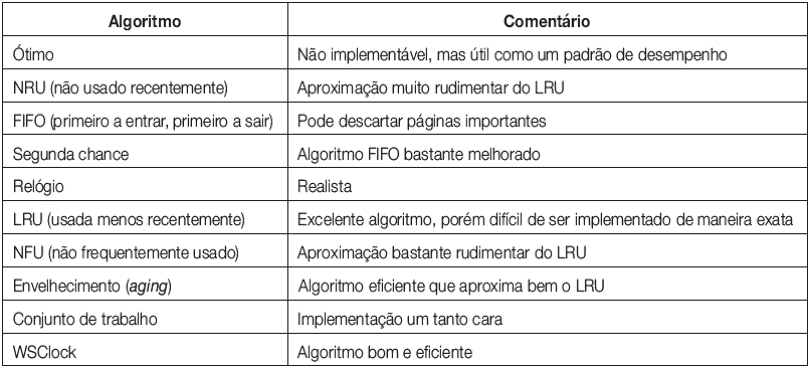 Algoritmo Comentário
Ótimo Não implementável, mas útil como um padrão de desempenho
NRU (não usado recentemente) Aproximação muito rudimentar do LRU
FIFO (primeiro a entrar, primeiro a sair) Pode descartar páginas importantes
Segunda chance Algoritmo FIFO bastante melhorado
Relógio Realista
LRU (usada menos recentemente) Excelente algoritmo, porém difícil de ser implementado de maneira exata
NFU (não frequentemente usado) Aproximação bastante rudimentar do LRU
Envelhecimento (aging) Algoritmo eficiente que aproxima bem o LRU
Conjunto de trabalho Implementação um tanto cara
WSClock Algoritmo bom e eficiente